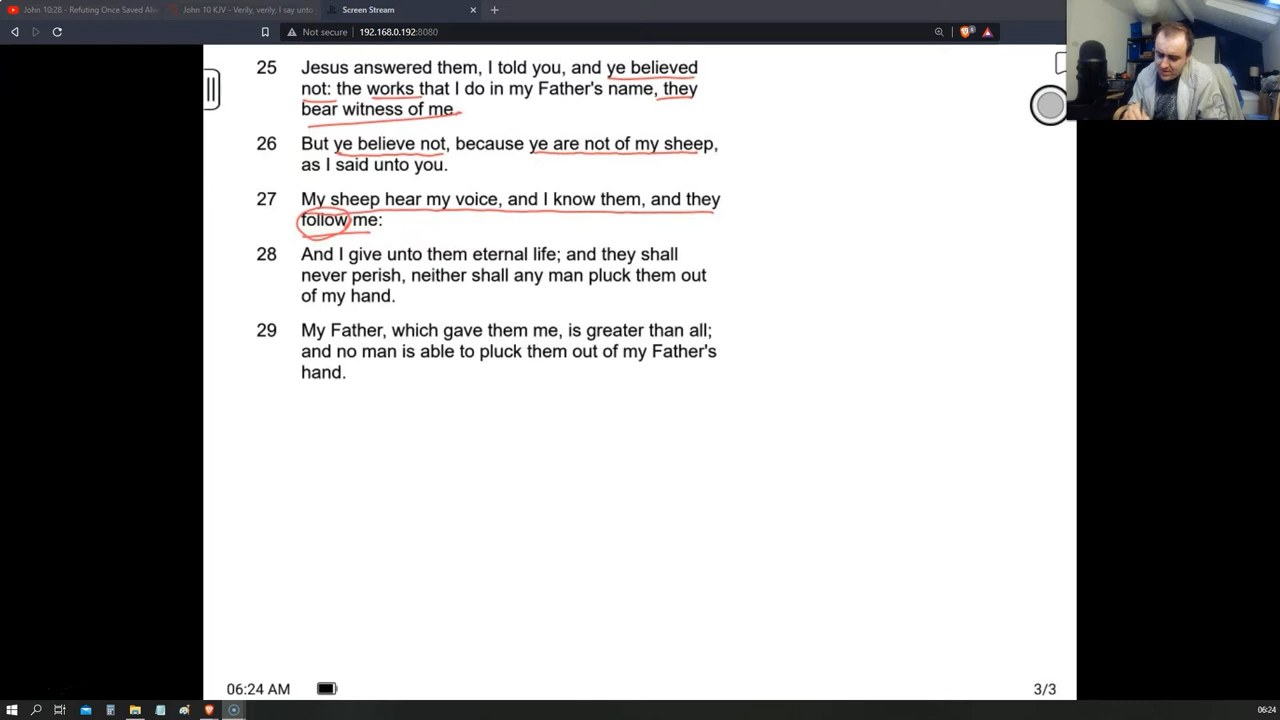 John 10:28 - Refuting Once Saved Alw
John 10 KJV – Verily, verily, I say unto
Screen Stream
Not secure
192.168.0.192:8080
25 Jesus answered them, I told you, and ye believed
not: the works that I do in my Father's name, they
bear witness of me.
26 But ye believe not, because ye are not of my sheep,
as I said unto you.
27 My sheep hear my voice, and I know them, and they
follow me:
28 And I give unto them eternal life; and they shall
never perish, neither shall any man pluck them out
of my hand.
29 My Father, which gave them me, is greater than all;
and no man is able to pluck them out of my Father's
hand.
06:24 AM
3/3
06:24